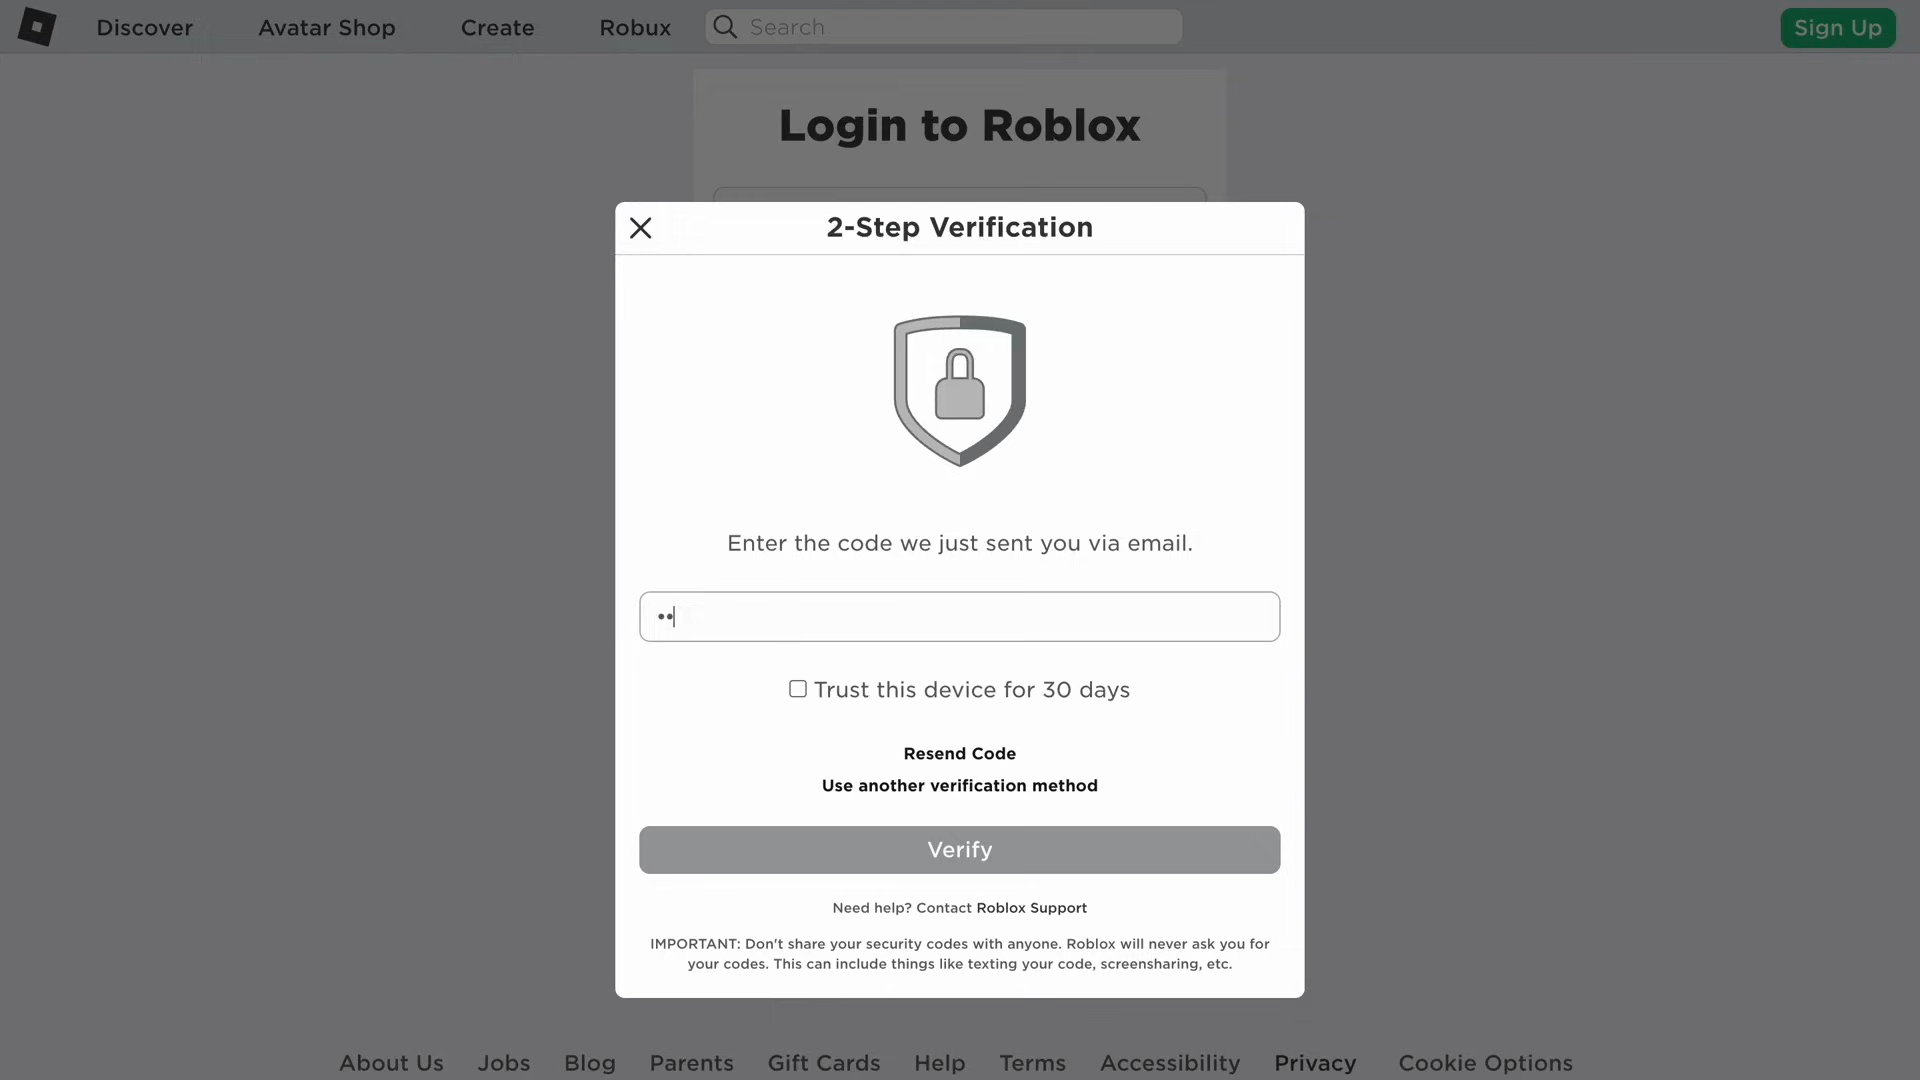 Discover Avatar Shop Create Robux Search Sign Up
Login to Roblox
2-Step Verification
Enter the code we just sent you via email.
••
Trust this device for 30 days
Resend Code
Use another verification method
Verify
Need help? Contact Roblox Support
IMPORTANT: Don't share your security codes with anyone. Roblox will never ask you for
your codes. This can include things like texting your code, screensharing, etc.
About Us Jobs Blog Parents Gift Cards Help Terms Accessibility Privacy Cookie Options